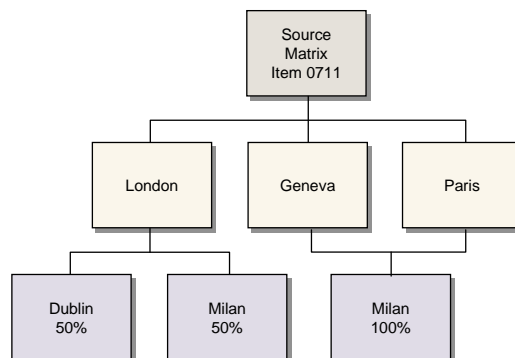 Source
Matrix
Item 0711
London
Geneva
Paris
Dublin
50%
Milan
50%
Milan
100%